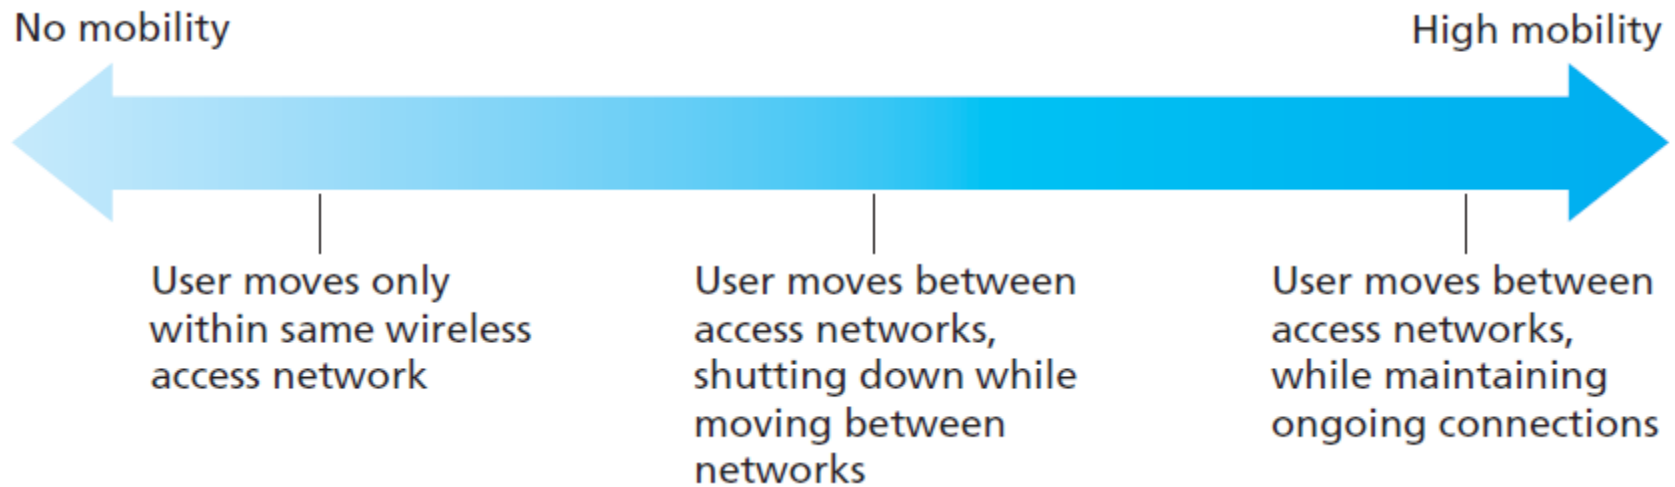 No mobility
High mobility
User moves only
within same wireless
access network
User moves between
access networks,
shutting down while
moving between
networks
User moves between
access networks,
while maintaining
ongoing connections